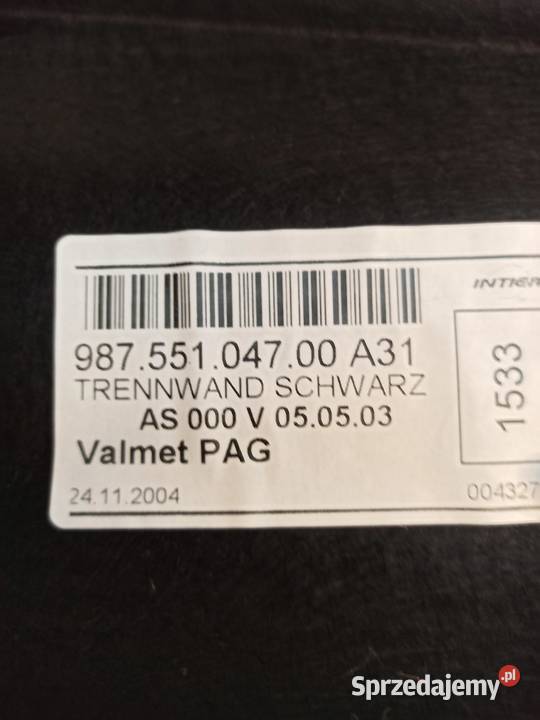 INTIER
987.551.047.00 A31
TRENNWAND SCHWARZ
AS 000 V 05.05.03
Valmet PAG
1533
24.11.2004
004327
Sprzedajemy.pl